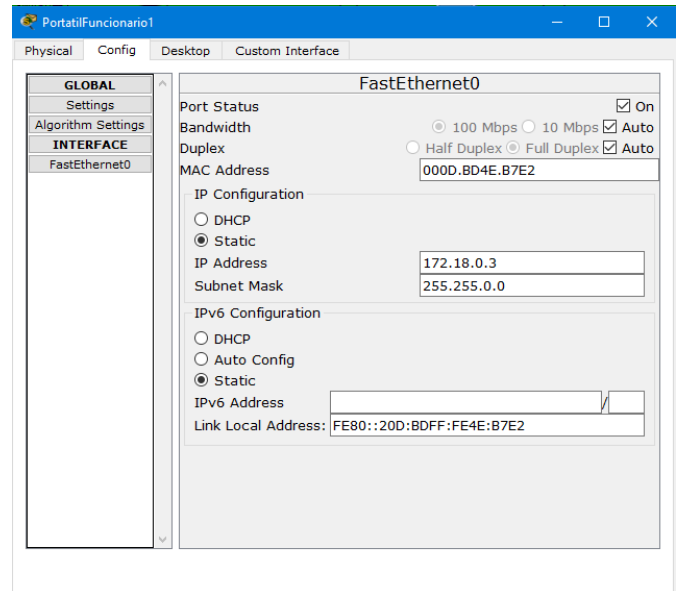 PortatilFuncionario1
Physical Config Desktop Custom Interface
GLOBAL
Settings
Algorithm Settings
INTERFACE
FastEthernet0
FastEthernet0
Port Status On
Bandwidth 100 Mbps 10 Mbps Auto
Duplex Half Duplex Full Duplex Auto
MAC Address 000D.BD4E.B7E2
IP Configuration
DHCP
Static
IP Address 172.18.0.3
Subnet Mask 255.255.0.0
IPv6 Configuration
DHCP
Auto Config
Static
IPv6 Address /
Link Local Address: FE80::20D:BDFF:FE4E:B7E2